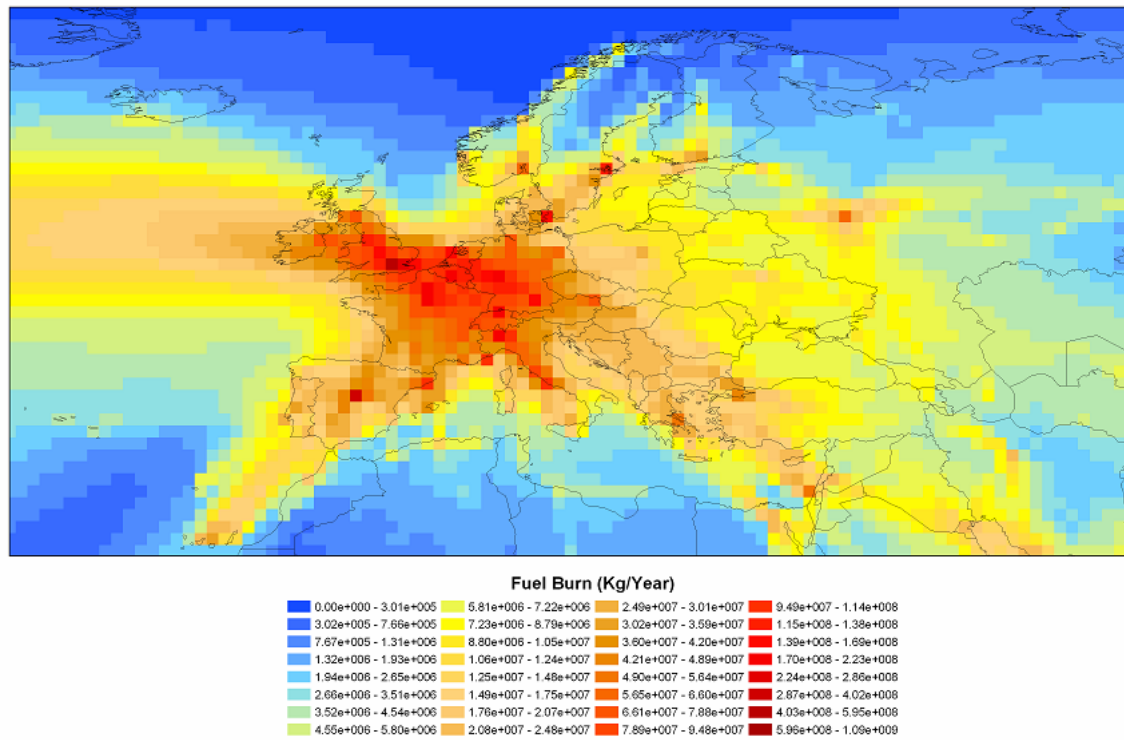 Fuel Burn (Kg/Year)
0.00e+000 - 3.01e+005 5.81e+006 - 7.22e+006 2.49e+007 - 3.01e+007 9.49e+007 - 1.14e+008
3.02e+005 - 7.66e+005 7.23e+006 - 8.79e+006 3.02e+007 - 3.59e+007 1.15e+008 - 1.38e+008
7.67e+005 - 1.31e+006 8.80e+006 - 1.05e+007 3.60e+007 - 4.20e+007 1.39e+008 - 1.69e+008
1.32e+006 - 1.93e+006 1.06e+007 - 1.24e+007 4.21e+007 - 4.89e+007 1.70e+008 - 2.23e+008
1.94e+006 - 2.65e+006 1.25e+007 - 1.48e+007 4.90e+007 - 5.64e+007 2.24e+008 - 2.86e+008
2.66e+006 - 3.51e+006 1.49e+007 - 1.75e+007 5.65e+007 - 6.60e+007 2.87e+008 - 4.02e+008
3.52e+006 - 4.54e+006 1.76e+007 - 2.07e+007 6.61e+007 - 7.88e+007 4.03e+008 - 5.95e+008
4.55e+006 - 5.80e+006 2.08e+007 - 2.48e+007 7.89e+007 - 9.48e+007 5.96e+008 - 1.09e+009